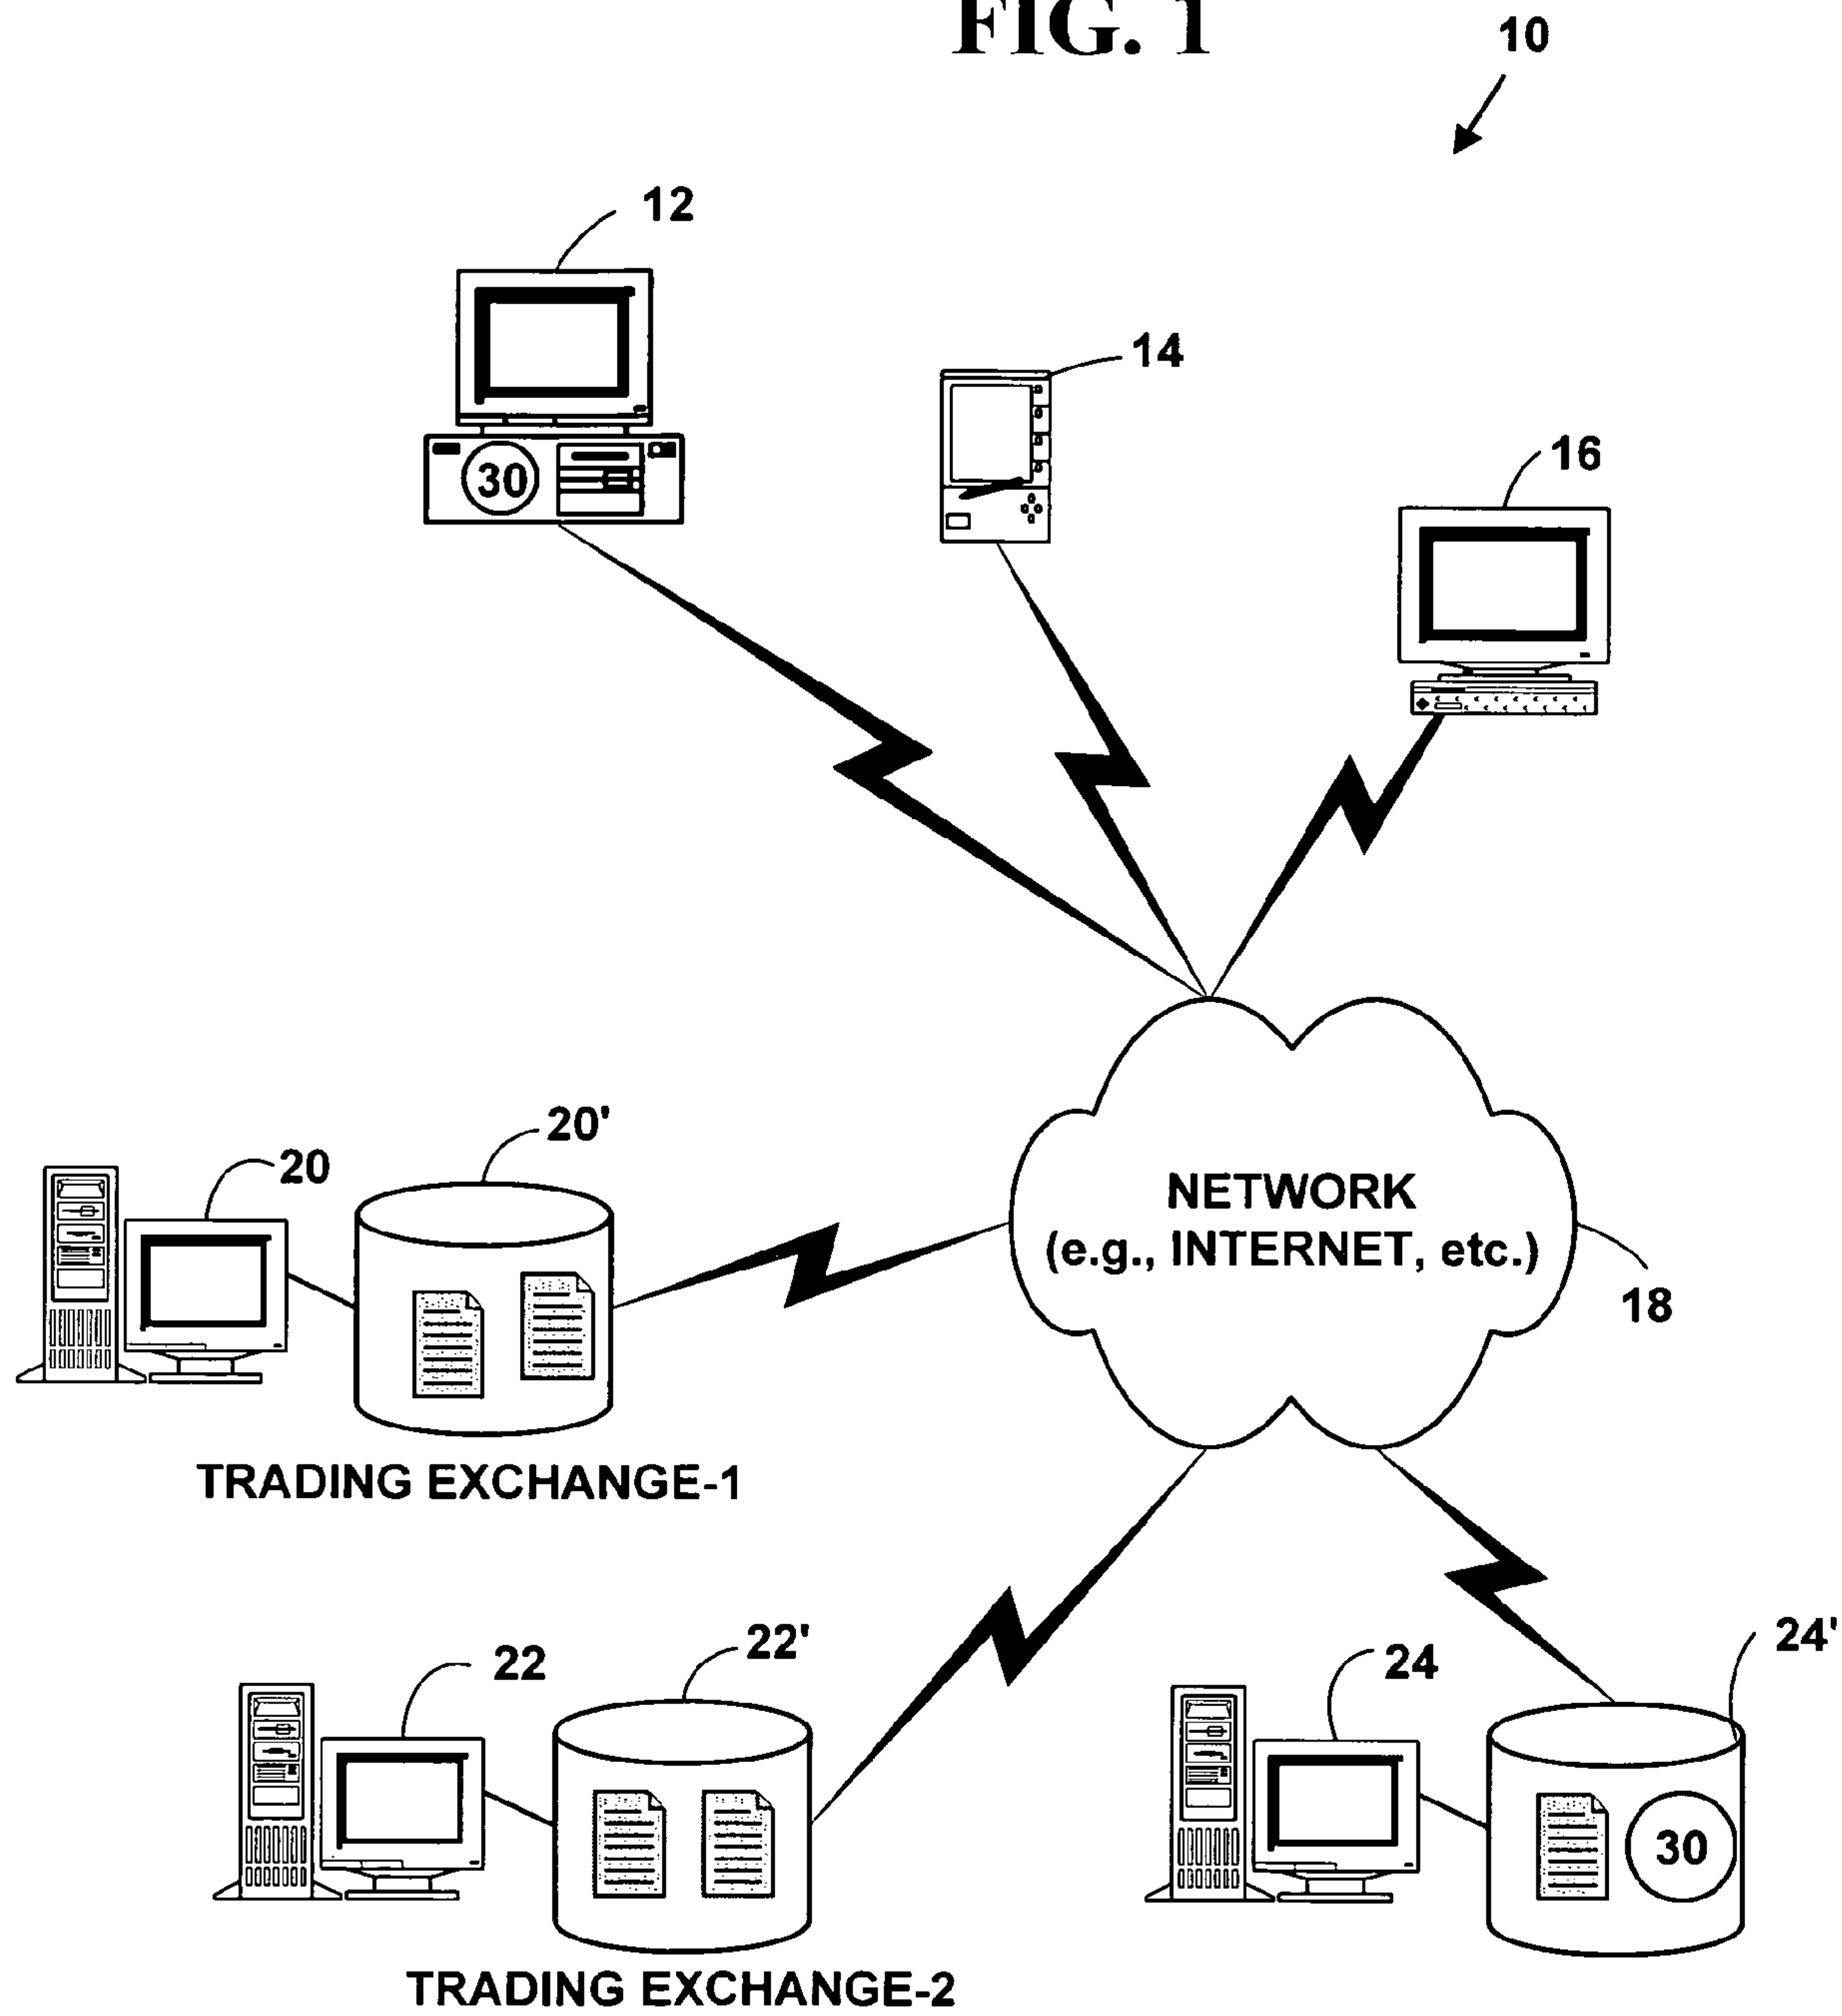 FIG. 1
10
12
14
30
16
20'
20
NETWORK
(e.g., INTERNET, etc.)
18
TRADING EXCHANGE-1
22'
22
24'
24
30
TRADING EXCHANGE-2